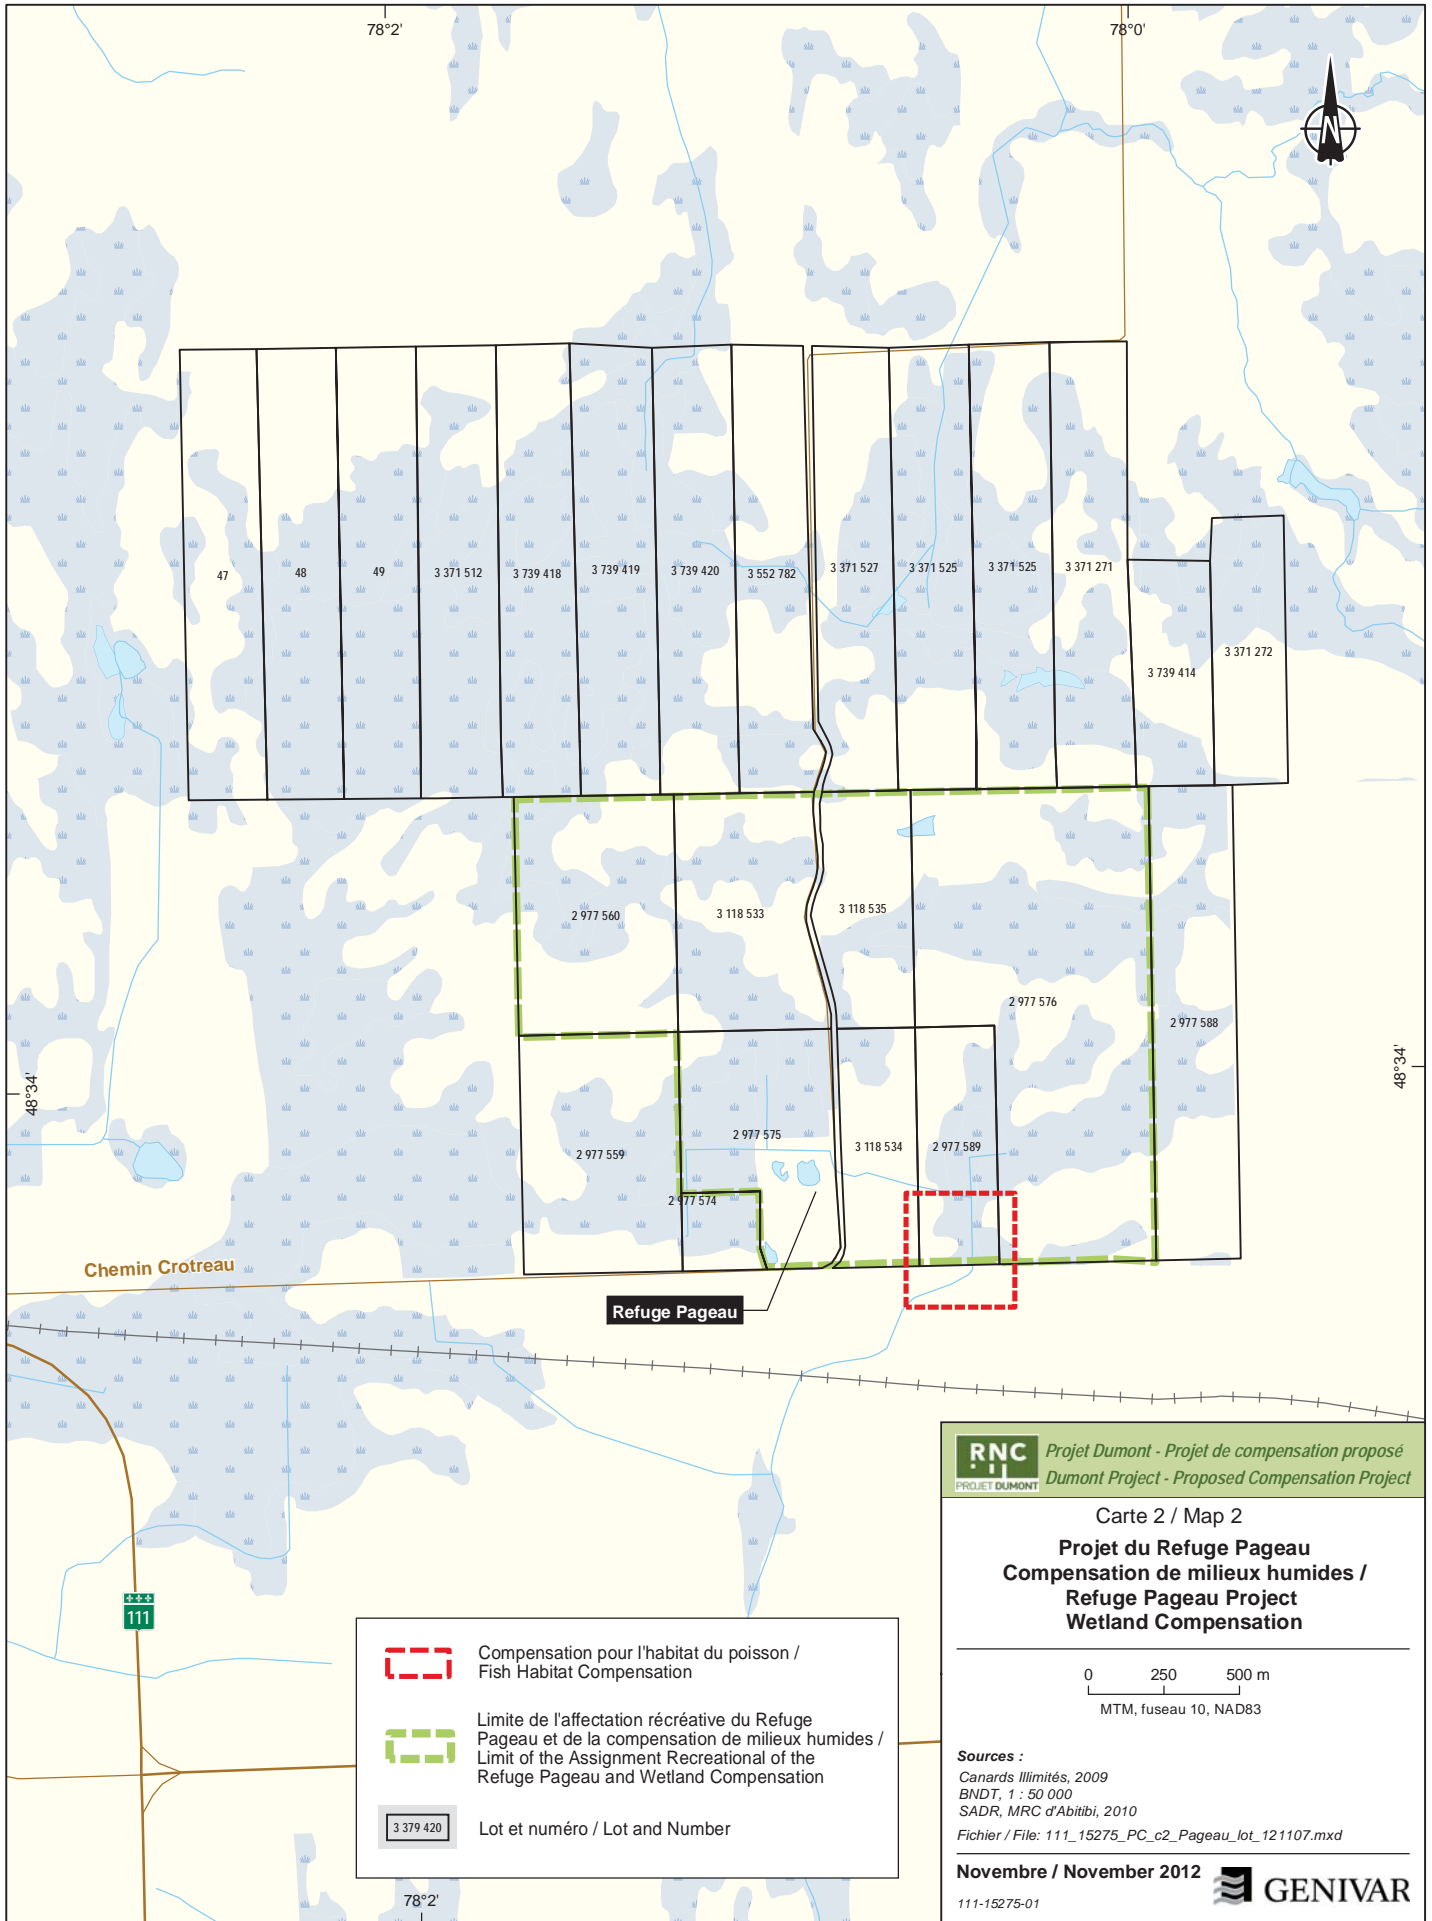 78°2'
78°0'
N
47
48
49
3 371 512
3 739 418
3 739 419
3 739 420
3 552 782
3 371 527
3 371 525
3 371 525
3 371 271
3 739 414
3 371 272
2 977 560
3 118 533
3 118 535
2 977 576
2 977 588
48°34'
48°34'
2 977 559
2 977 575
3 118 534
2 977 589
2 977 574
Chemin Crotreau
Refuge Pageau
111
RNC
PROJET DUMONT
Projet Dumont - Projet de compensation proposé
Dumont Project - Proposed Compensation Project
Carte 2 / Map 2
Projet du Refuge Pageau
Compensation de milieux humides /
Refuge Pageau Project
Wetland Compensation
0 250 500 m
MTM, fuseau 10, NAD83
Sources :
Canards Illimités, 2009
BNDT, 1 : 50 000
SADR, MRC d'Abitibi, 2010
Fichier / File: 111_15275_PC_c2_Pageau_lot_121107.mxd
Novembre / November 2012
GENIVAR
111-15275-01
Compensation pour l'habitat du poisson /
Fish Habitat Compensation
Limite de l'affectation récréative du Refuge
Pageau et de la compensation de milieux humides /
Limit of the Assignment Recreational of the
Refuge Pageau and Wetland Compensation
3 379 420
Lot et numéro / Lot and Number
78°2'